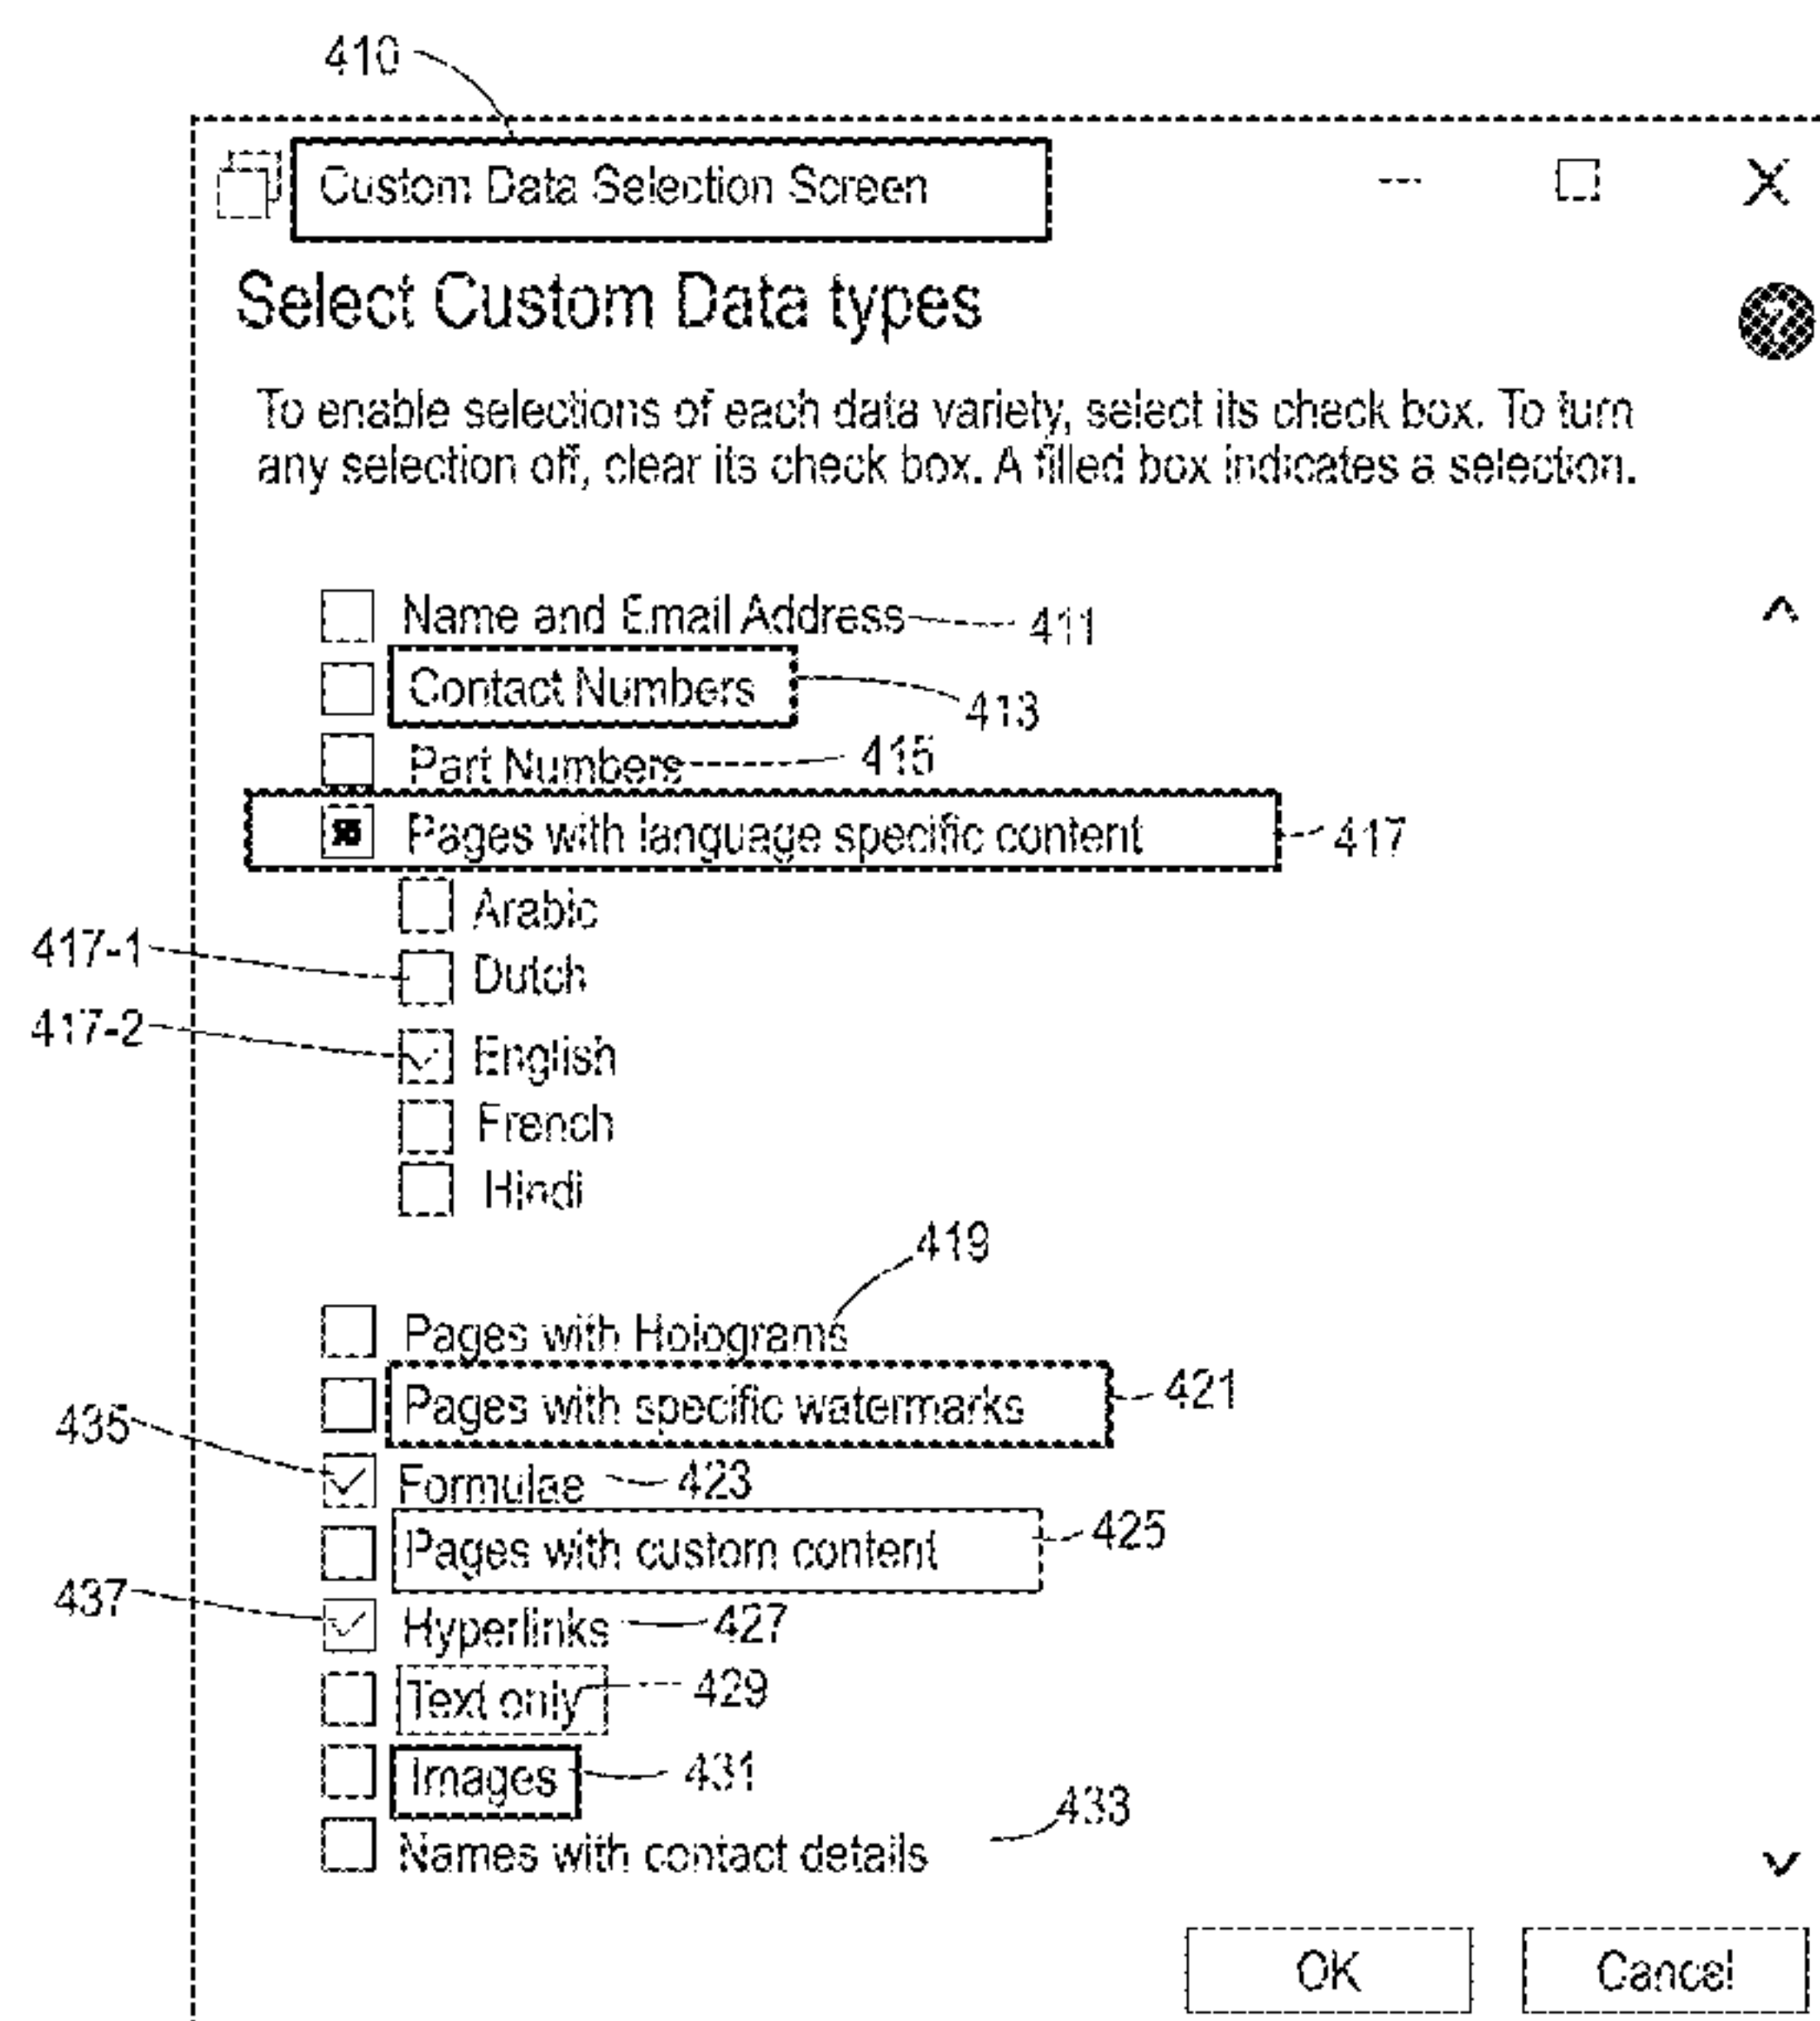 410
Custom Data Selection Screen
Select Custom Data types
?
To enable selections of each data variety, select its check box. To turn
any selection off, clear its check box. A filled box indicates a selection.
Name and Email Address 411
Contact Numbers 413
Part Numbers 415
Pages with language specific content 417
Arabic
417-1 Dutch
417-2 English
French
Hindi
419
Pages with Holograms
Pages with specific watermarks 421
435 Formulae 423
Pages with custom content 425
437 Hyperlinks 427
Text only 429
Images 431
Names with contact details 433
OK Cancel